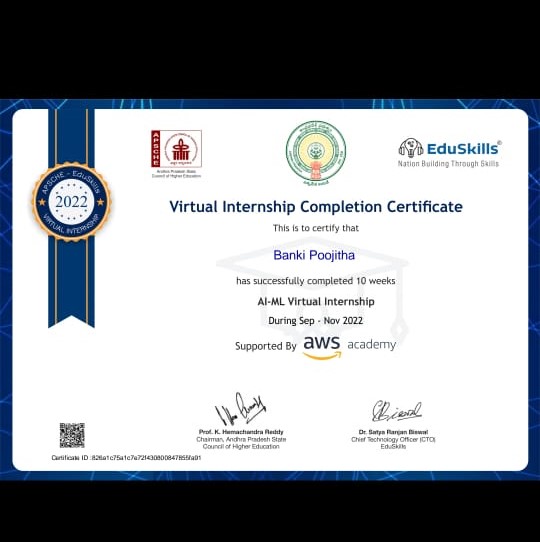 APSCHE
Andhra Pradesh State
Council of Higher Education
EduSkills®
Nation Building Through Skills
APSCHE - EduSkills
2022
VIRTUAL INTERNSHIP
Virtual Internship Completion Certificate
This is to certify that
Banki Poojitha
has successfully completed 10 weeks
AI-ML Virtual Internship
During Sep - Nov 2022
Supported By aws academy
Prof. K. Hemachandra Reddy
Chairman, Andhra Pradesh State
Council of Higher Education
Dr. Satya Ranjan Biswal
Chief Technology Officer (CTO)
EduSkills
Certificate ID :826a1c75a1c7e72f430800847855fa91